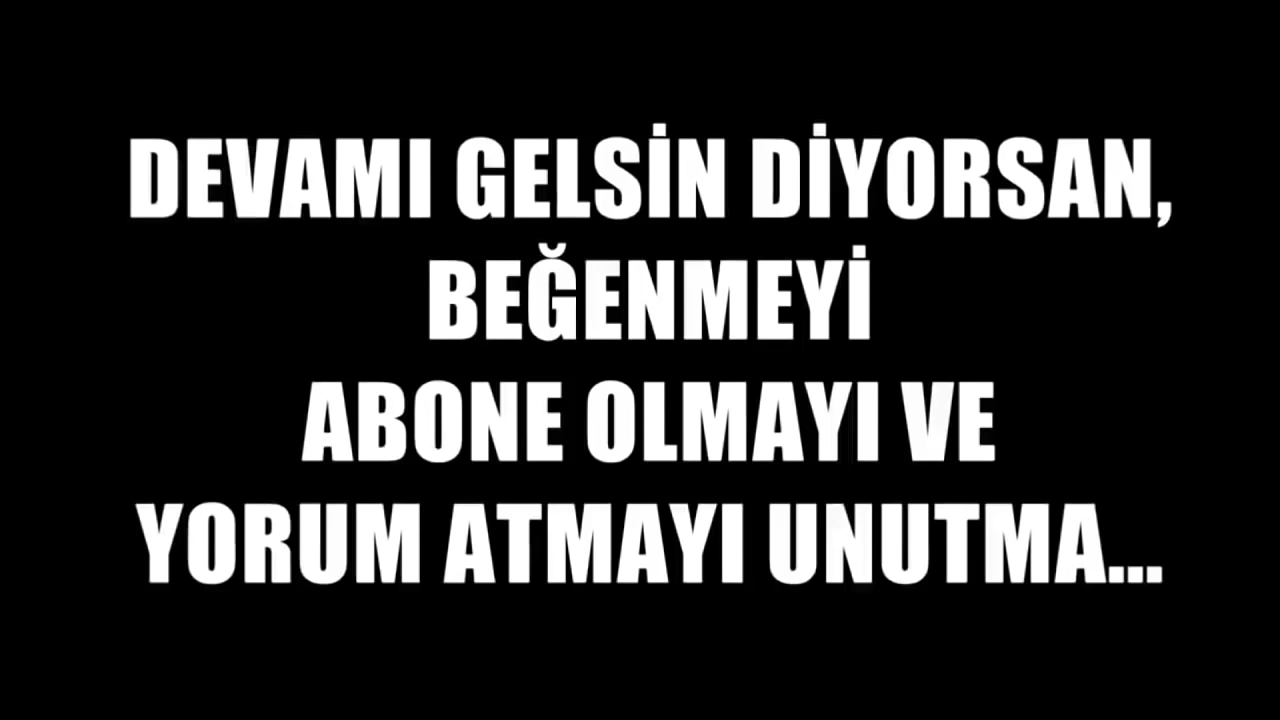 DEVAMI GELSİN DİYORSAN,
BEĞENMEYİ
ABONE OLMAYI VE
YORUM ATMAYI UNUTMA...